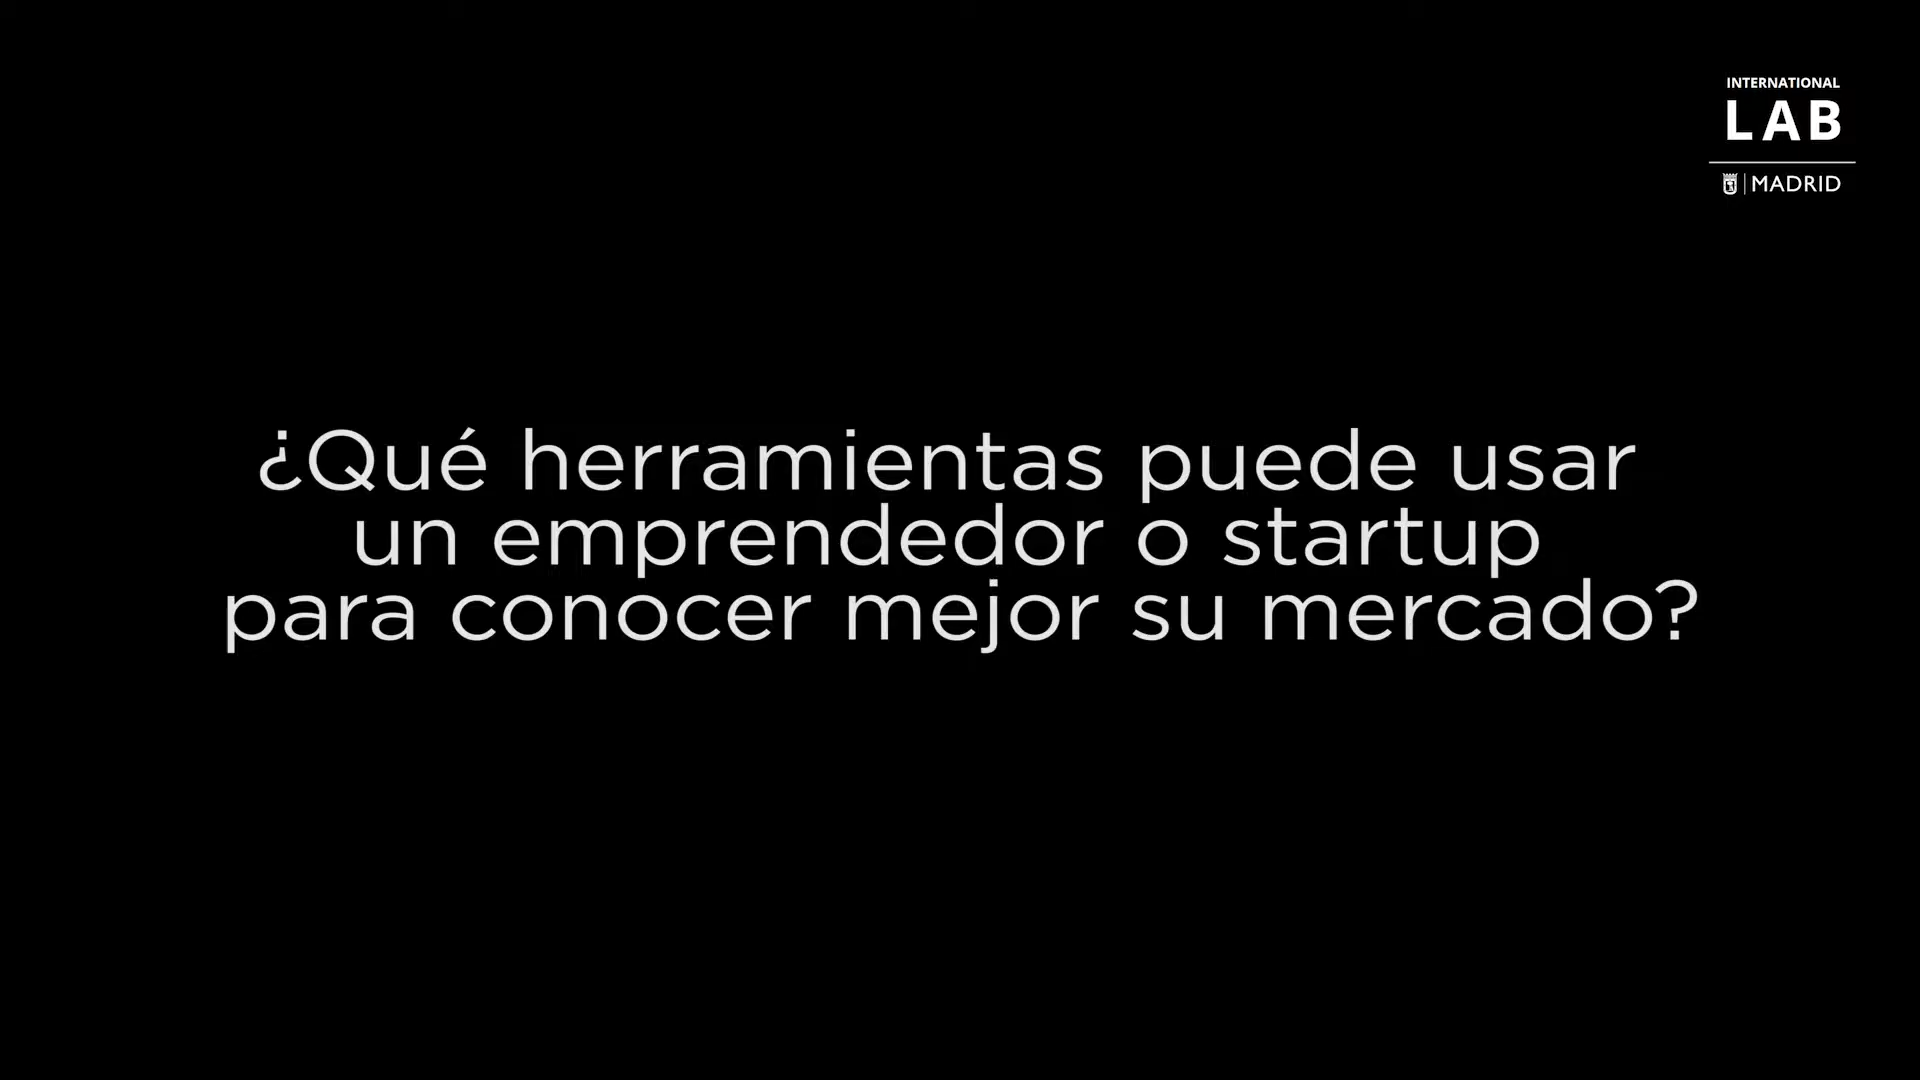 INTERNATIONAL
LAB
MADRID
¿Qué herramientas puede usar
un emprendedor o startup
para conocer mejor su mercado?